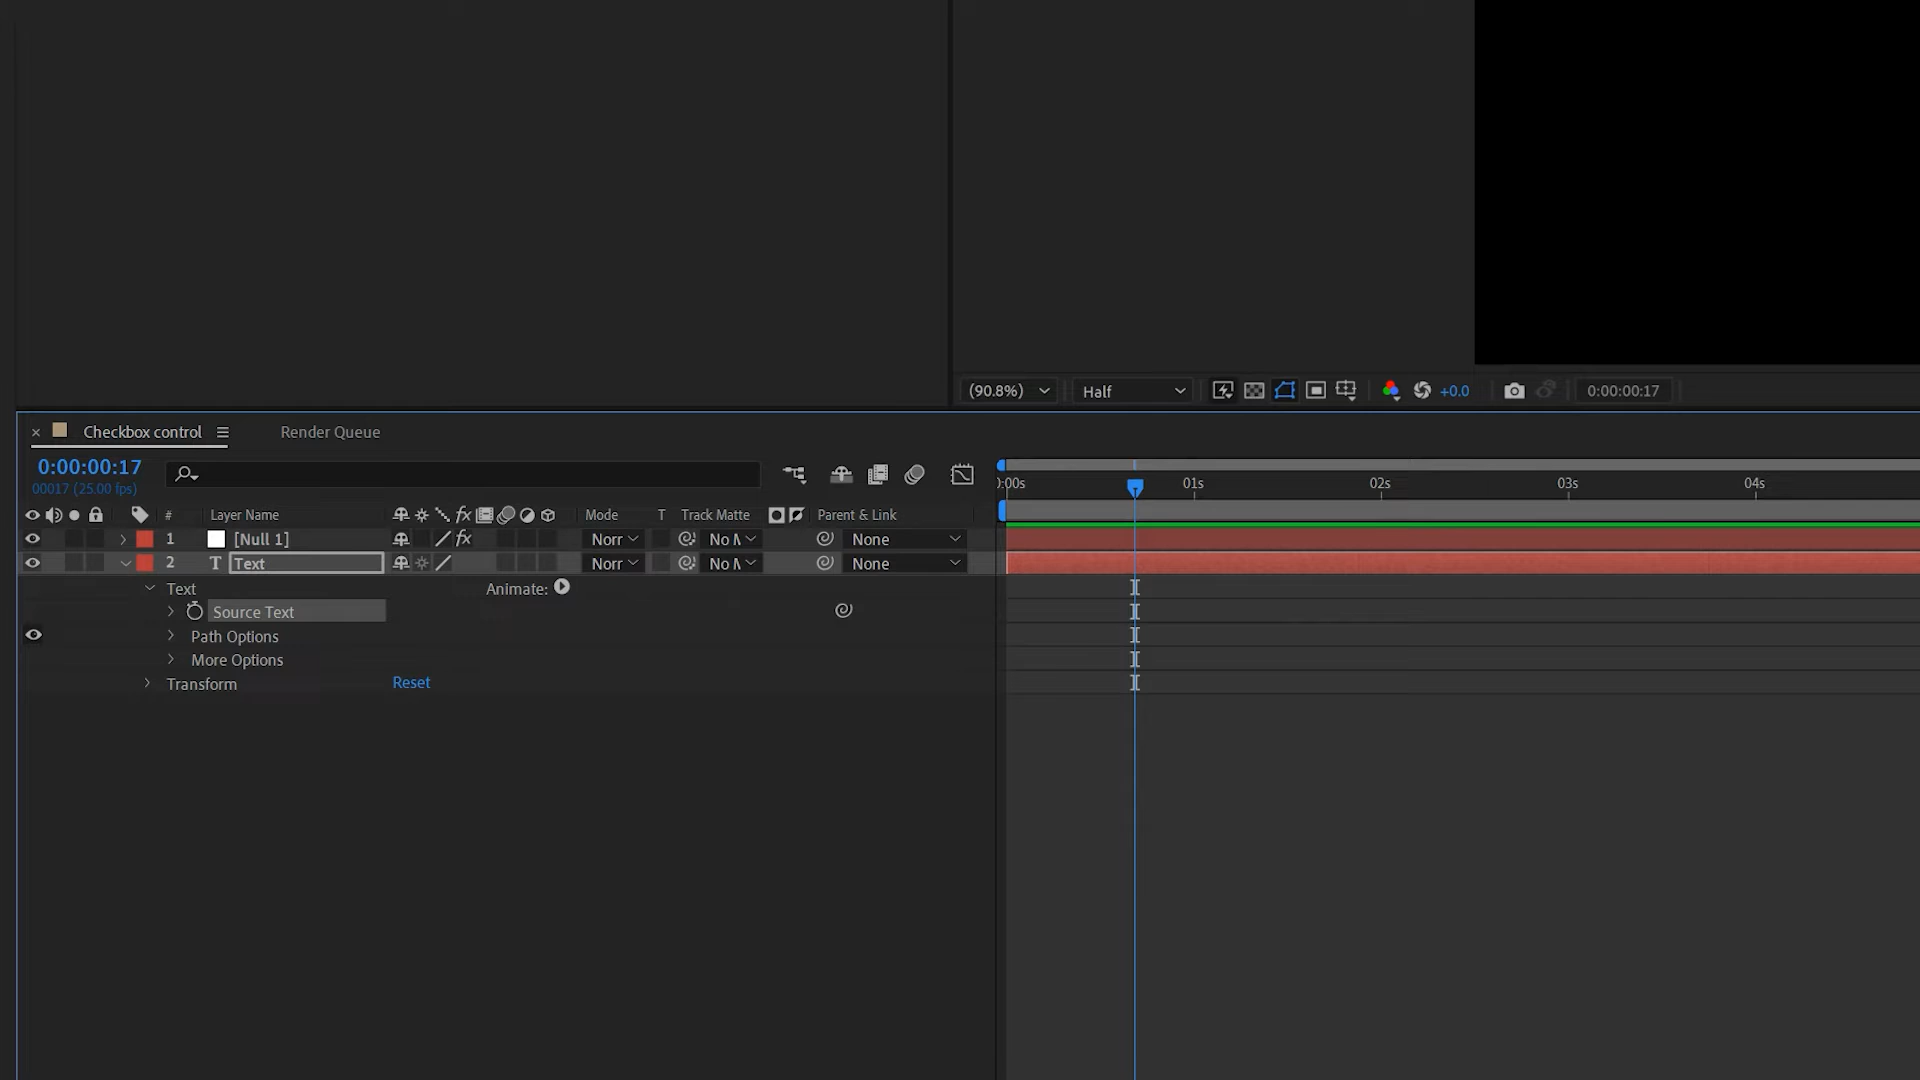 (90.8%) Half +0.0 0:00:00:17
Checkbox control Render Queue
0:00:00:17
00017 (25.00 fps)
):00s 01s 02s 03s 04s
# Layer Name fx Mode T Track Matte Parent & Link
1 [Null 1] fx Norr No M None
2 T Text Norr No M None
Text Animate:
Source Text
Path Options
More Options
Transform Reset